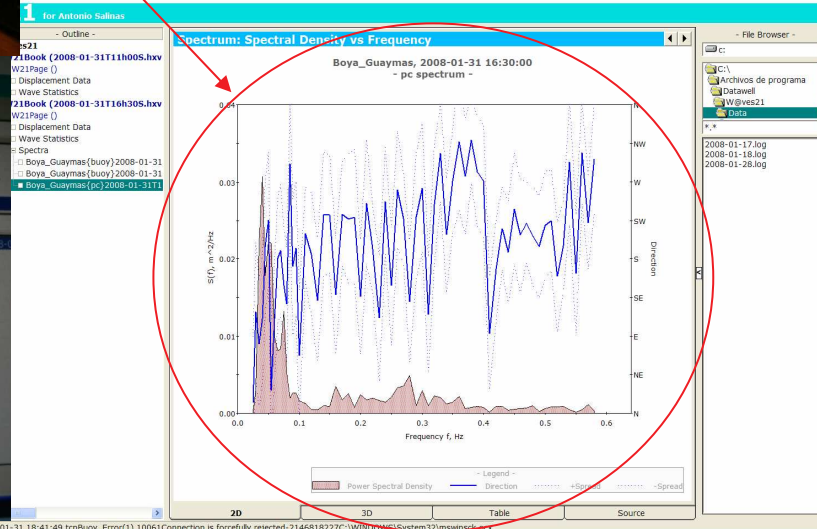 1 for Antonio Salinas
- Outline -
es21
21Book (2008-01-31T11h00S.hxv
W21Page ()
Displacement Data
Wave Statistics
21Book (2008-01-31T16h30S.hxv
W21Page ()
Displacement Data
Wave Statistics
Spectra
Boya_Guaymas{buoy}2008-01-31
Boya_Guaymas{buoy}2008-01-31
Boya_Guaymas{pc}2008-01-31T1
Spectrum: Spectral Density vs Frequency
Boya_Guaymas, 2008-01-31 16:30:00
- pc spectrum -
0.04
0.03
0.02
0.01
0.00
S(f), m^2/Hz
N
NW
W
SW
S
SE
E
NE
N
Direction
0.0 0.1 0.2 0.3 0.4 0.5 0.6
Frequency f, Hz
- Legend -
Power Spectral Density Direction +Spread -Spread
2D 3D Table Source
- File Browser -
c:
C:\
Archivos de programa
Datawell
W@ves21
Data
*.*
2008-01-17.log
2008-01-18.log
2008-01-28.log
01-31 18:41:49 tcpBuoy, Error(1) 10061Connection is forcefully rejected-2146818227C:\WINDOWS\System32\mswinsck.